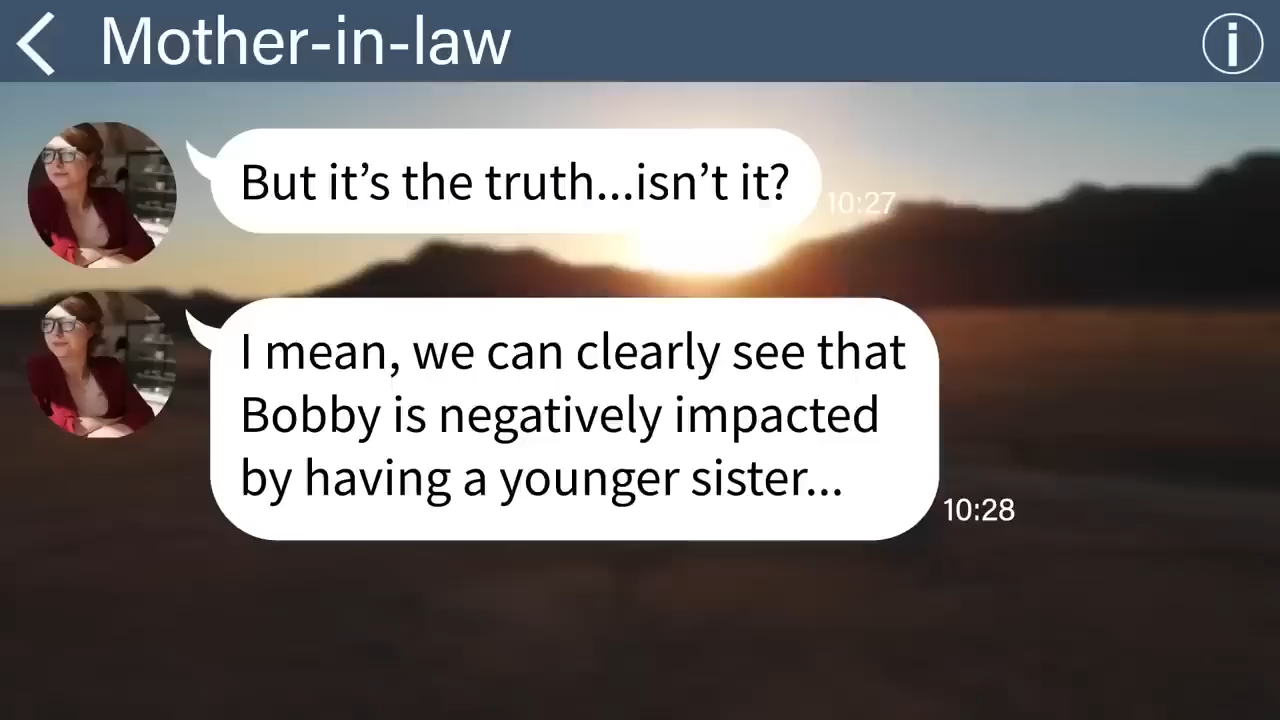 Mother-in-law
But it’s the truth...isn’t it?
10:27
I mean, we can clearly see that
Bobby is negatively impacted
by having a younger sister...
10:28